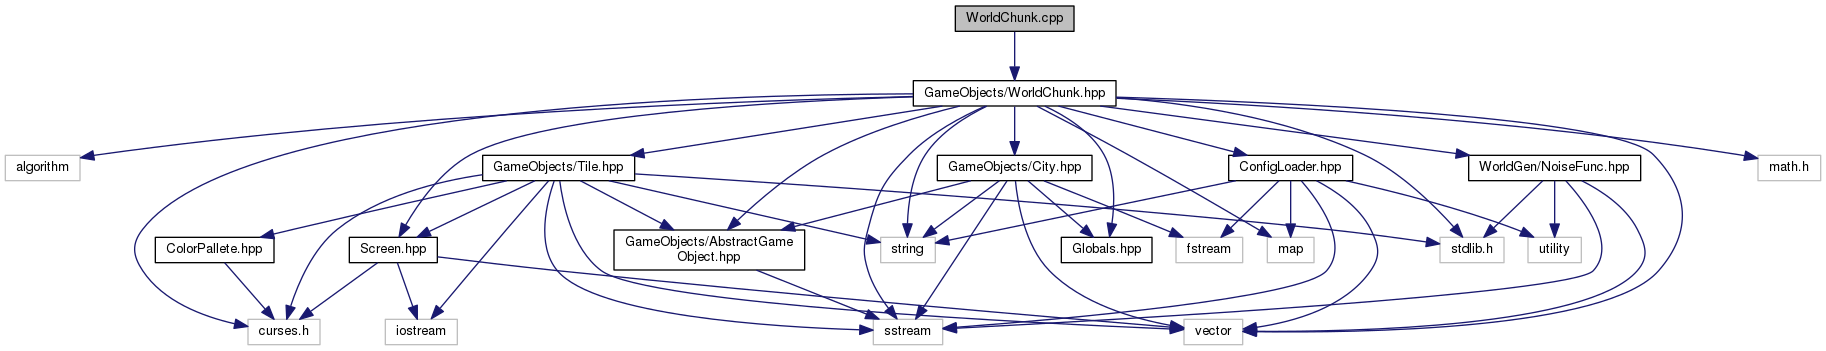 WorldChunk.cpp
GameObjects/WorldChunk.hpp
algorithm
GameObjects/Tile.hpp
GameObjects/City.hpp
ConfigLoader.hpp
WorldGen/NoiseFunc.hpp
math.h
ColorPallete.hpp
Screen.hpp
GameObjects/AbstractGame
Object.hpp
string
Globals.hpp
fstream
map
stdlib.h
utility
curses.h
iostream
sstream
vector